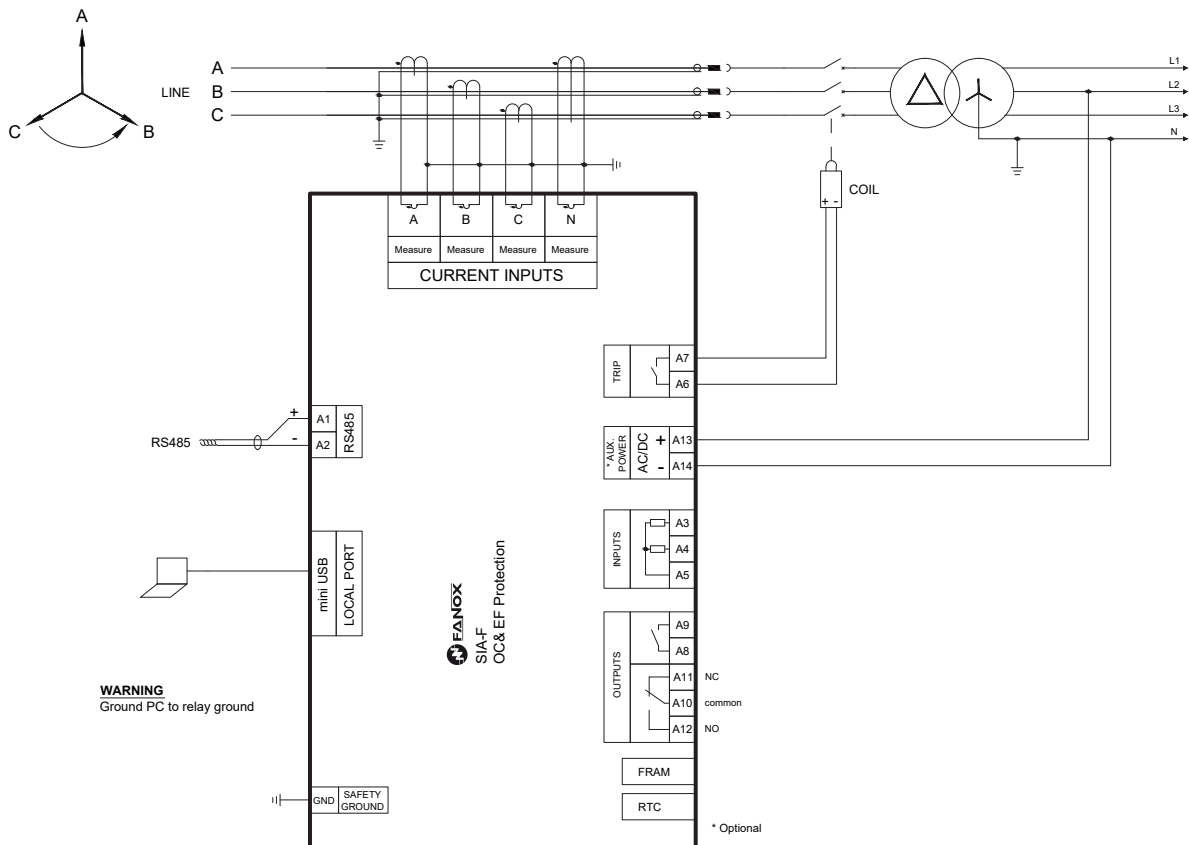 A
C
B
LINE
A
B
C
L1
L2
L3
N
COIL
+ -
A
B
C
N
Measure
Measure
Measure
Measure
CURRENT INPUTS
TRIP
A7
A6
RS485
+
-
A1
A2
RS485
* AUX.
POWER
AC/DC
+
-
A13
A14
INPUTS
A3
A4
A5
mini USB
LOCAL PORT
FANOX
SIA-F
OC& EF Protection
OUTPUTS
A9
A8
A11
NC
A10
common
A12
NO
WARNING
Ground PC to relay ground
FRAM
GND
SAFETY
GROUND
RTC
* Optional